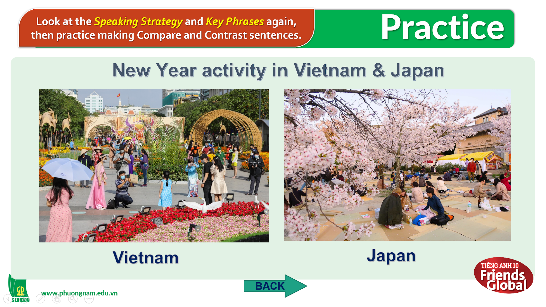 Look at the Speaking Strategy and Key Phrases again,
then practice making Compare and Contrast sentences.
Practice
New Year activity in Vietnam & Japan
Vietnam
Japan
BACK
TIẾNG ANH 10
Friends
Global
www.phuongnam.edu.vn